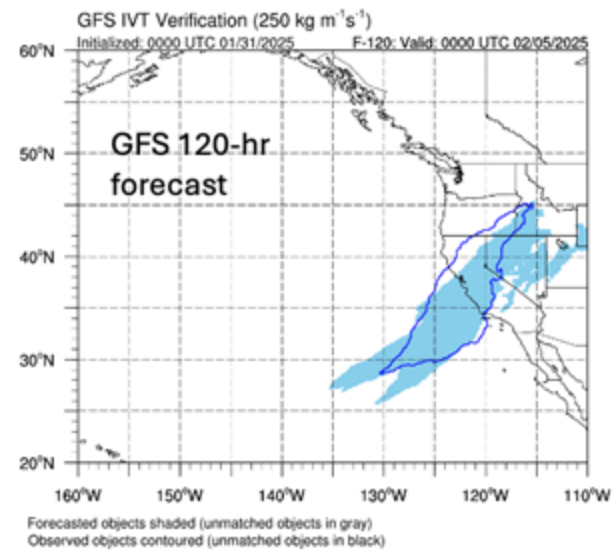 GFS IVT Verification (250 kg m⁻¹s⁻¹)
Initialized: 0000 UTC 01/31/2025 F-120: Valid: 0000 UTC 02/05/2025
60°N
GFS 120-hr
forecast
50°N
40°N
30°N
20°N
160°W 150°W 140°W 130°W 120°W 110°W
Forecasted objects shaded (unmatched objects in gray)
Observed objects contoured (unmatched objects in black)